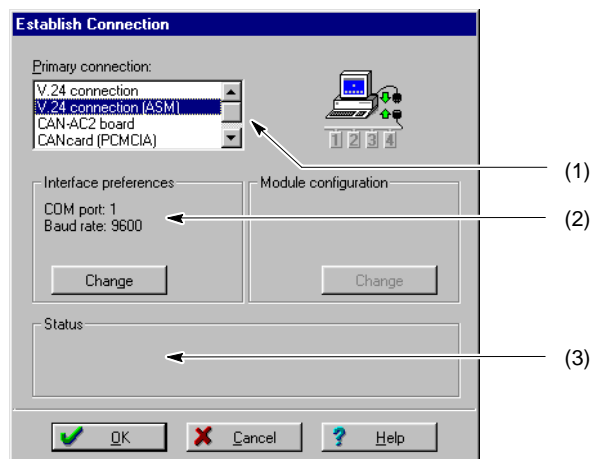 Establish Connection
Primary connection:
V.24 connection
V.24 connection (ASM)
CAN-AC2 board
CANcard (PCMCIA)
1 2 3 4
(1)
Interface preferences
Module configuration
COM port: 1
Baud rate: 9600
(2)
Change
Change
Status
(3)
OK
Cancel
? Help